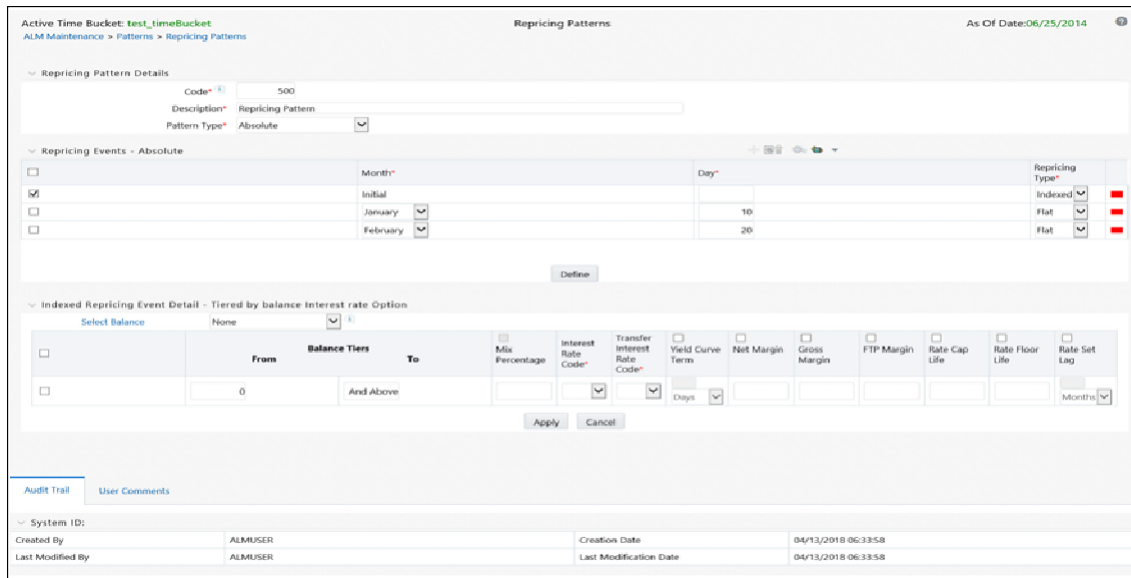 Active Time Bucket: test_timeBucket Repricing Patterns As Of Date:06/25/2014
ALM Maintenance > Patterns > Repricing Patterns
Repricing Pattern Details
Code* 500
Description* Repricing Pattern
Pattern Type* Absolute
Repricing Events - Absolute
Month* Day* Repricing Type*
Initial Indexed
January 10 Flat
February 20 Flat
Define
Indexed Repricing Event Detail - Tiered by balance Interest rate Option
Select Balance None
Balance Tiers
From To
Mix Percentage
Interest Rate Code*
Transfer Interest Rate Code*
Yield Curve Term
Net Margin
Gross Margin
FTP Margin
Rate Cap Life
Rate Floor Life
Rate Set Lag
0 And Above Days Months
Apply Cancel
Audit Trail User Comments
System ID:
Created By ALMUSER Creation Date 04/13/2018 06:33:58
Last Modified By ALMUSER Last Modification Date 04/13/2018 06:33:58